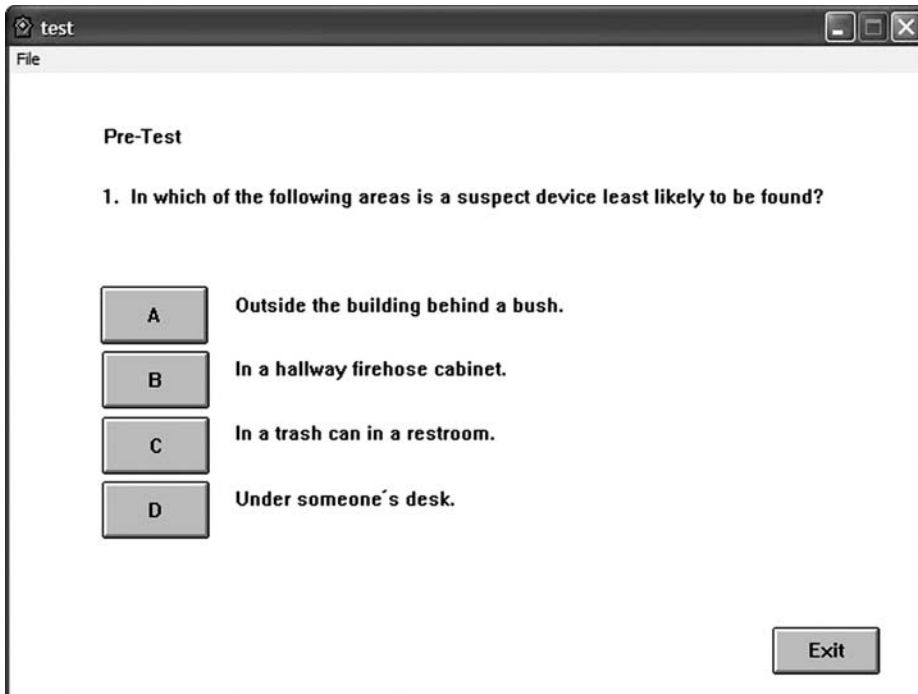 test
File
Pre-Test
1. In which of the following areas is a suspect device least likely to be found?
A Outside the building behind a bush.
B In a hallway firehose cabinet.
C In a trash can in a restroom.
D Under someone´s desk.
Exit